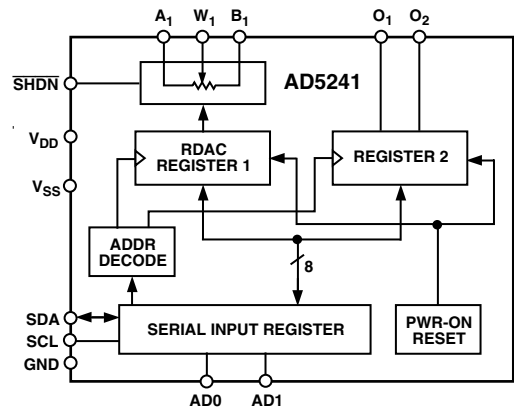 A1 W1 B1 O1 O2
SHDN
AD5241
VDD
RDAC
REGISTER 1
REGISTER 2
VSS
ADDR
DECODE
8
SDA
SERIAL INPUT REGISTER
PWR-ON
RESET
SCL
GND
AD0 AD1